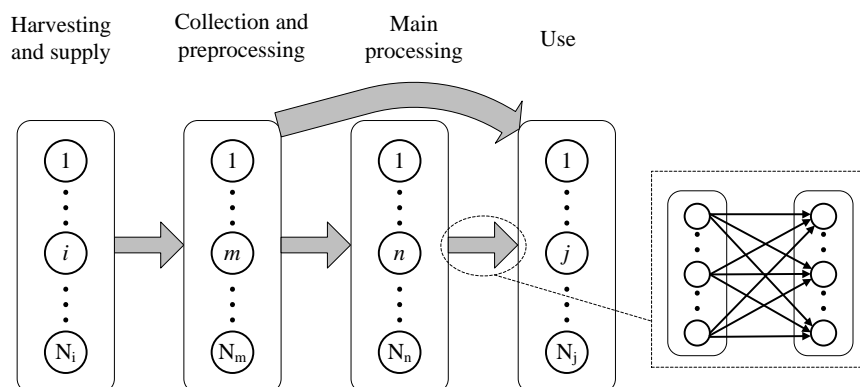 Harvesting and supply
Collection and preprocessing
Main processing
Use
1 1 1 1
i m n j
Nᵢ Nₘ Nₙ Nⱼ